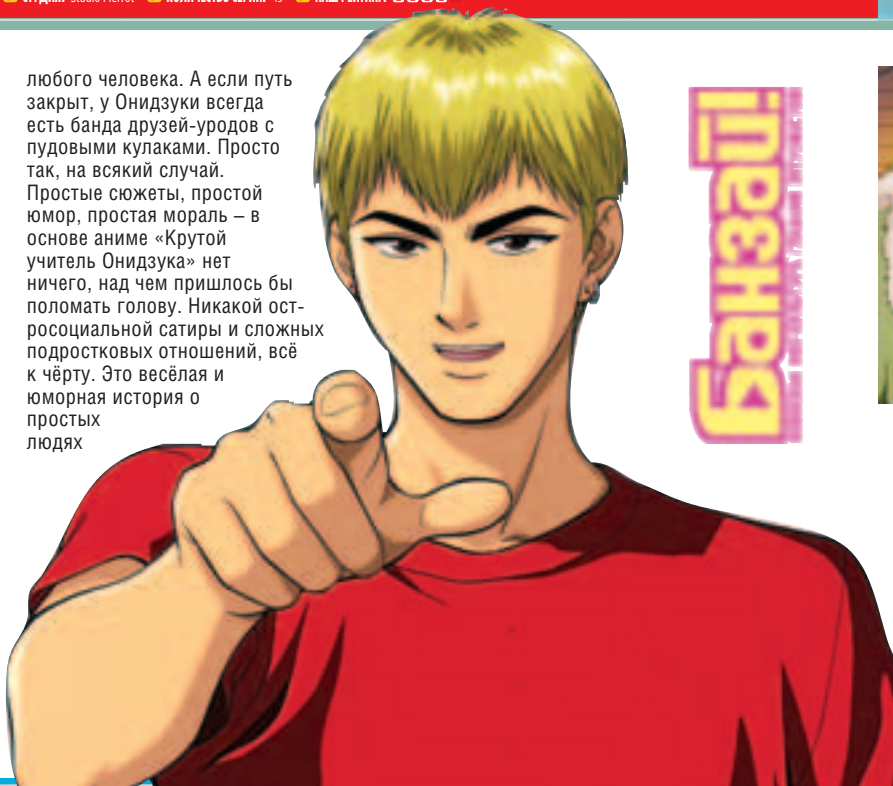 Studio Pierrot
любого человека. А если путь
закрыт, у Онидзуки всегда
есть банда друзей-уродов с
пудовыми кулаками. Просто
так, на всякий случай.
Простые сюжеты, простой
юмор, простая мораль – в
основе аниме «Крутой
учитель Онидзука» нет
ничего, над чем пришлось бы
поломать голову. Никакой ост-
росоциальной сатиры и сложных
подростковых отношений, всё
к чёрту. Это весёлая и
юморная история о
простых
людях
Банзай!